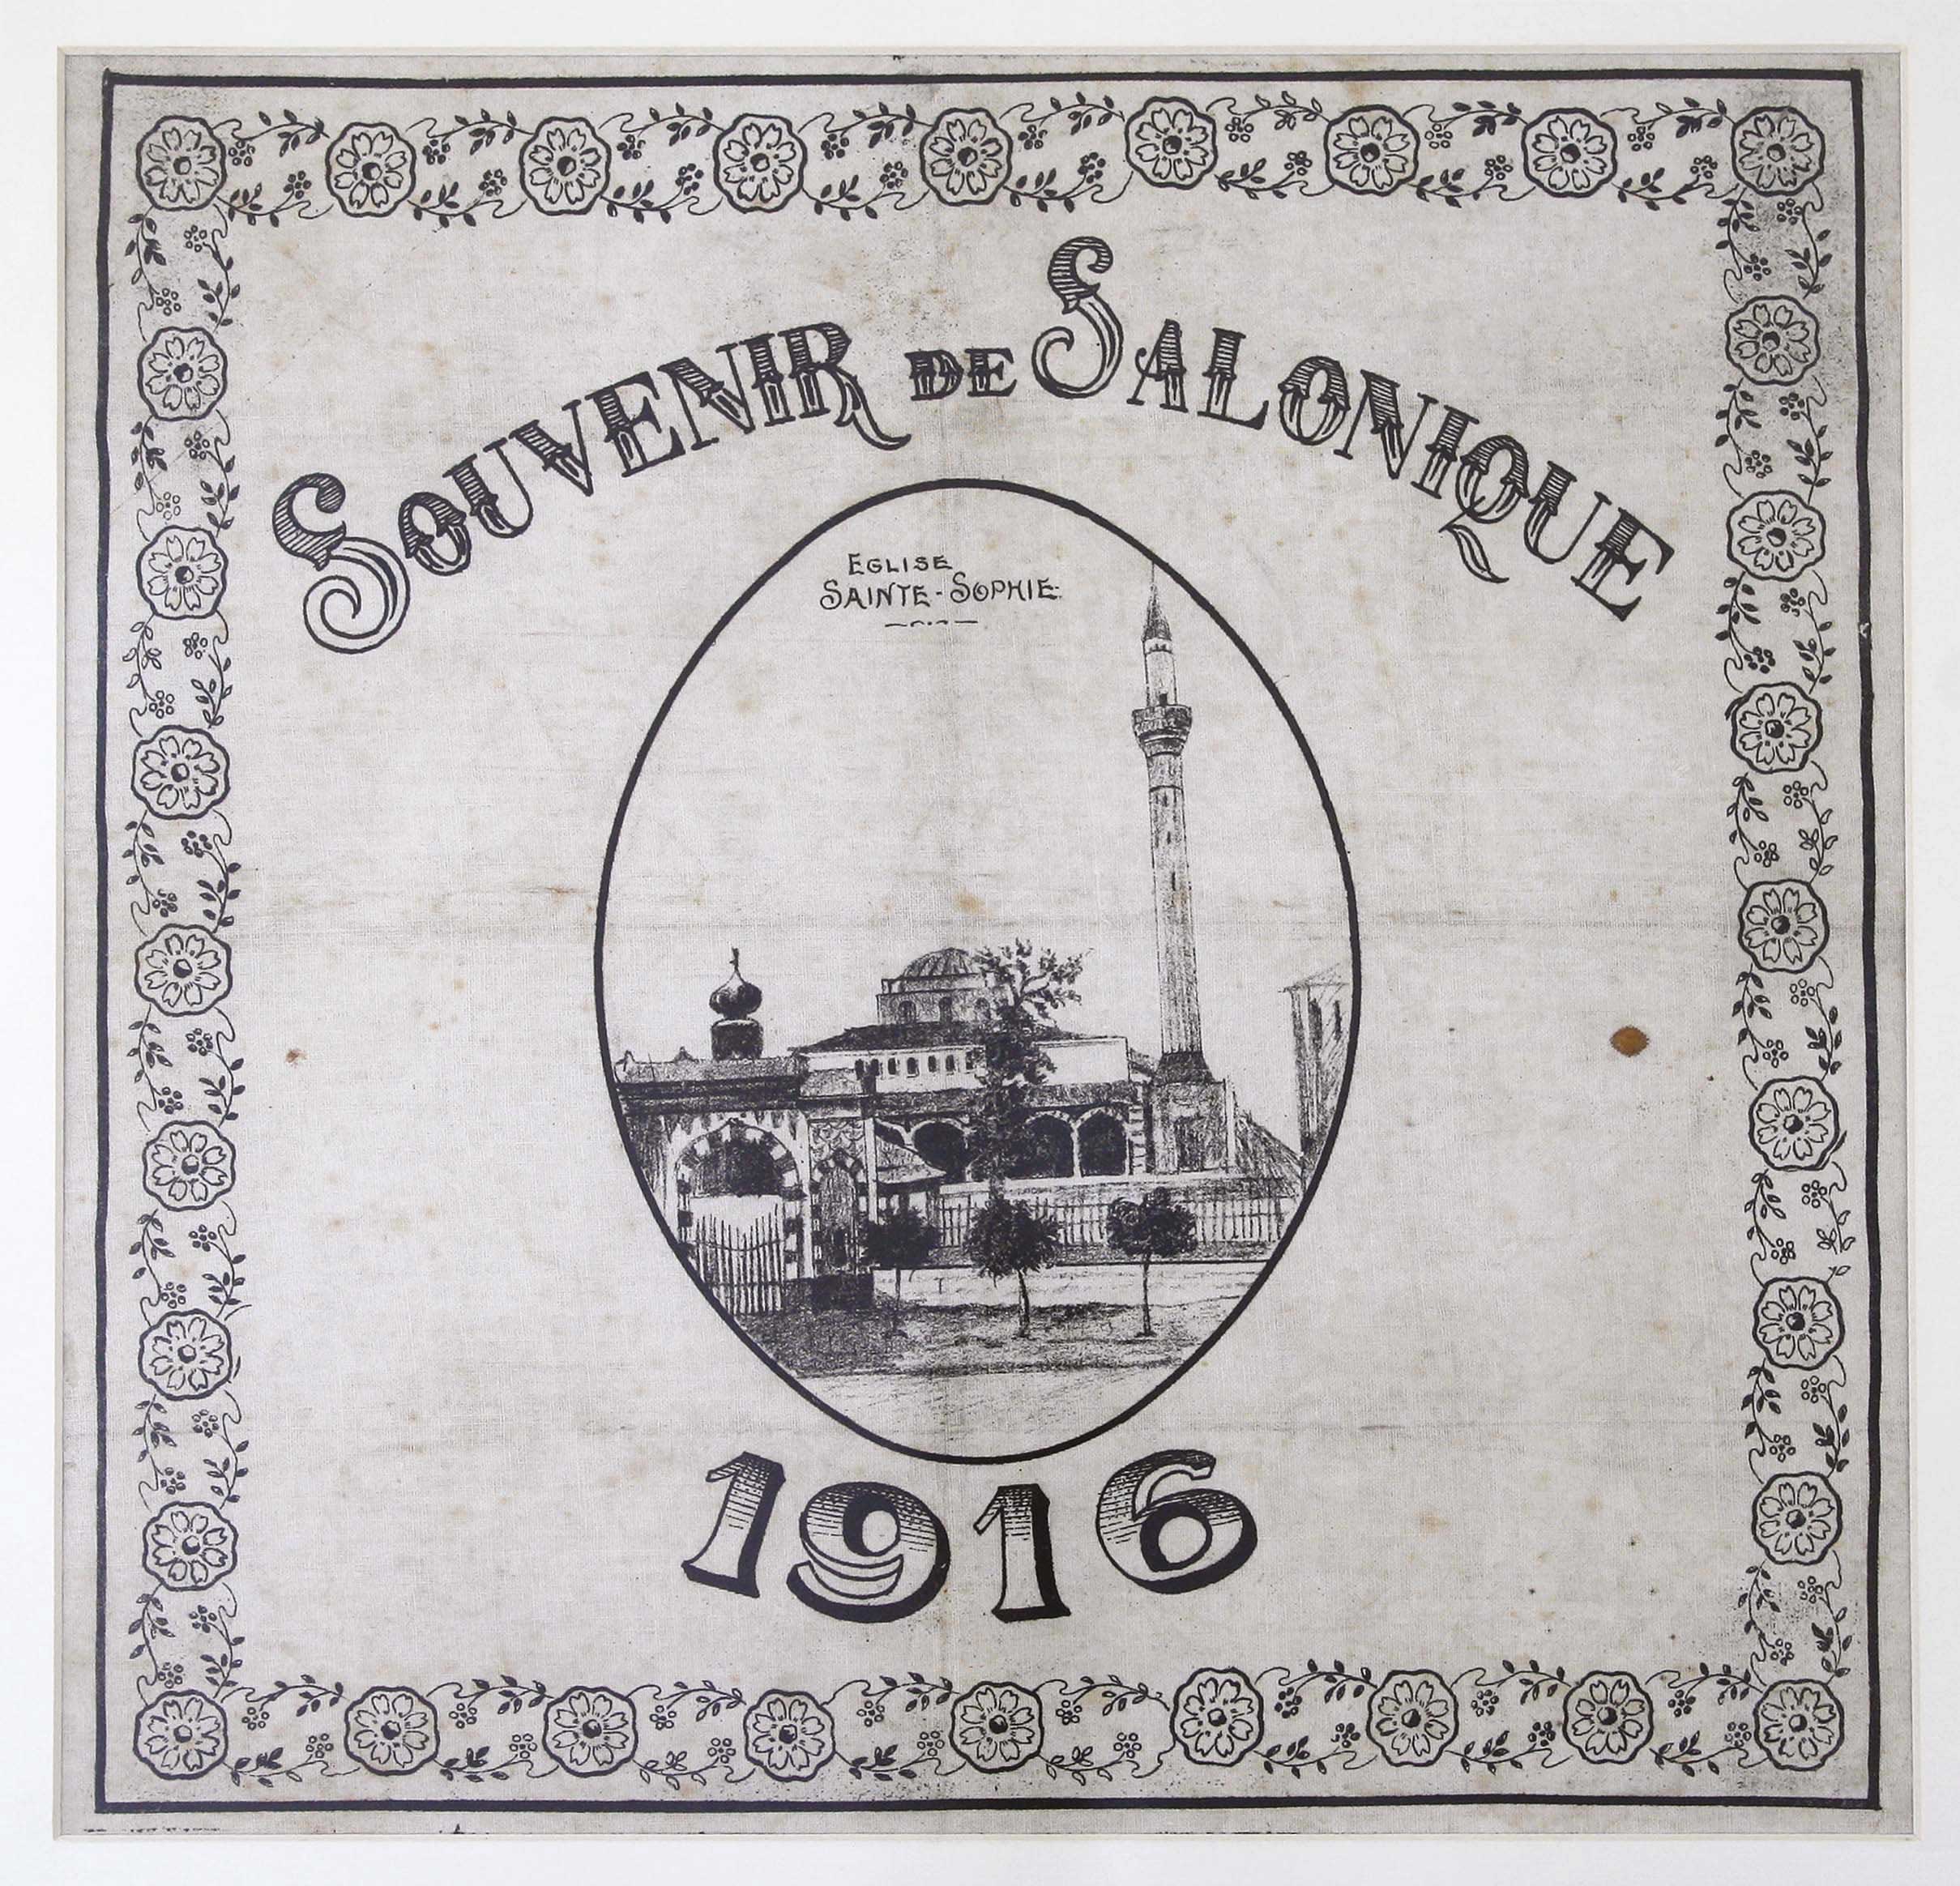 SOUVENIR DE SALONIQUE
EGLISE
SAINTE-SOPHIE
1916